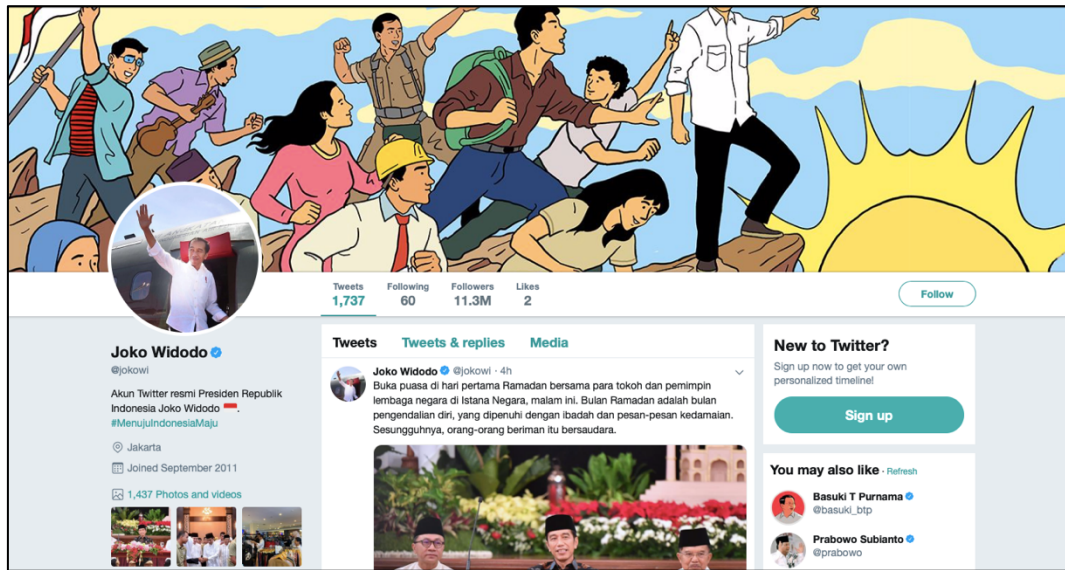 Tweets
1,737
Following
60
Followers
11.3M
Likes
2
Follow
Joko Widodo
@jokowi
Akun Twitter resmi Presiden Republik
Indonesia Joko Widodo 🇮🇩.
#MenujuIndonesiaMaju
Jakarta
Joined September 2011
1,437 Photos and videos
Tweets Tweets & replies Media
Joko Widodo @jokowi · 4h
Buka puasa di hari pertama Ramadan bersama para tokoh dan pemimpin
lembaga negara di Istana Negara, malam ini. Bulan Ramadan adalah bulan
pengendalian diri, yang dipenuhi dengan ibadah dan pesan-pesan kedamaian.
Sesungguhnya, orang-orang beriman itu bersaudara.
New to Twitter?
Sign up now to get your own
personalized timeline!
Sign up
You may also like · Refresh
Basuki T Purnama
@basuki_btp
Prabowo Subianto
@prabowo